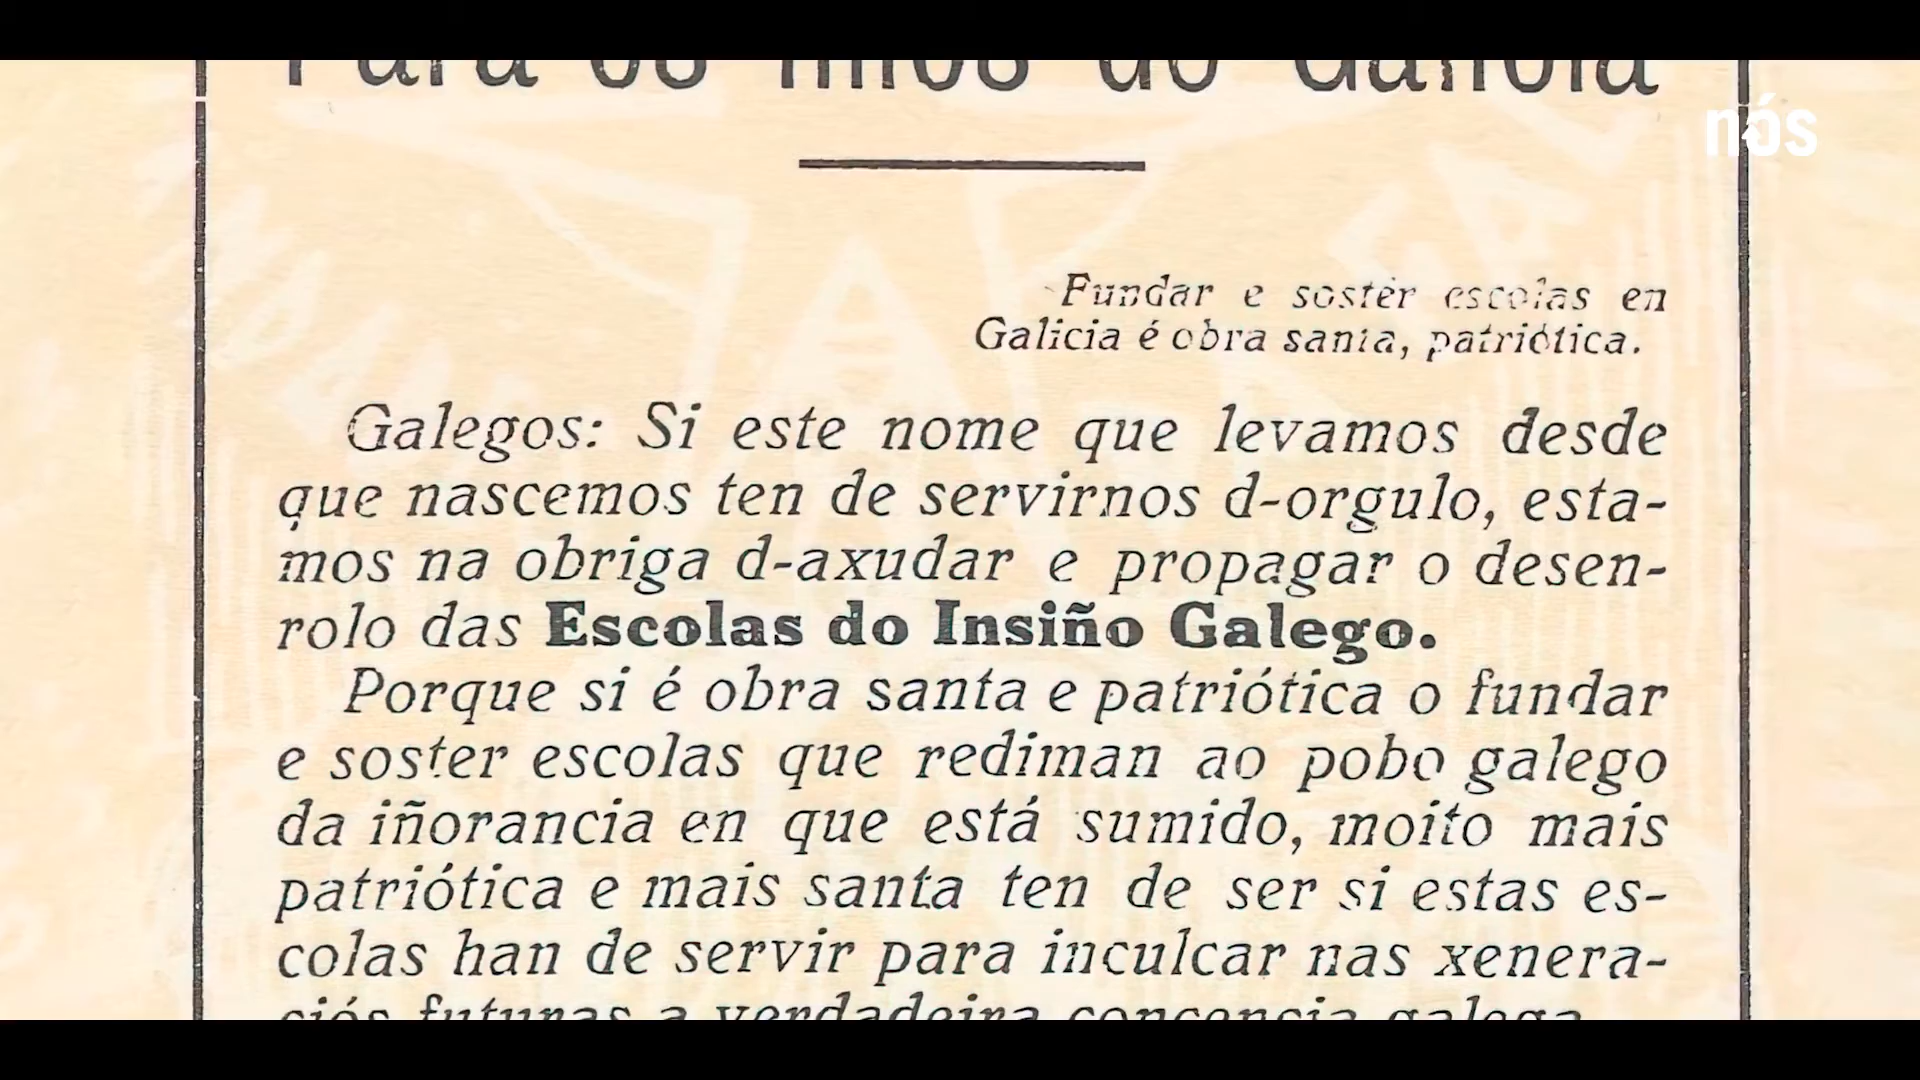 Para os fillos de Galicia
nós
Fundar e soster escolas en
Galicia é obra santa, patriótica.
Galegos: Si este nome que levamos desde
que nascemos ten de servirnos d-orgulo, esta-
mos na obriga d-axudar e propagar o desen-
rolo das Escolas do Insiño Galego.
Porque si é obra santa e patriótica o fundar
e soster escolas que rediman ao pobo galego
da iñorancia en que está sumido, moito mais
patriótica e mais santa ten de ser si estas es-
colas han de servir para inculcar nas xenera-
ciós futuras a verdadeira concencia galega